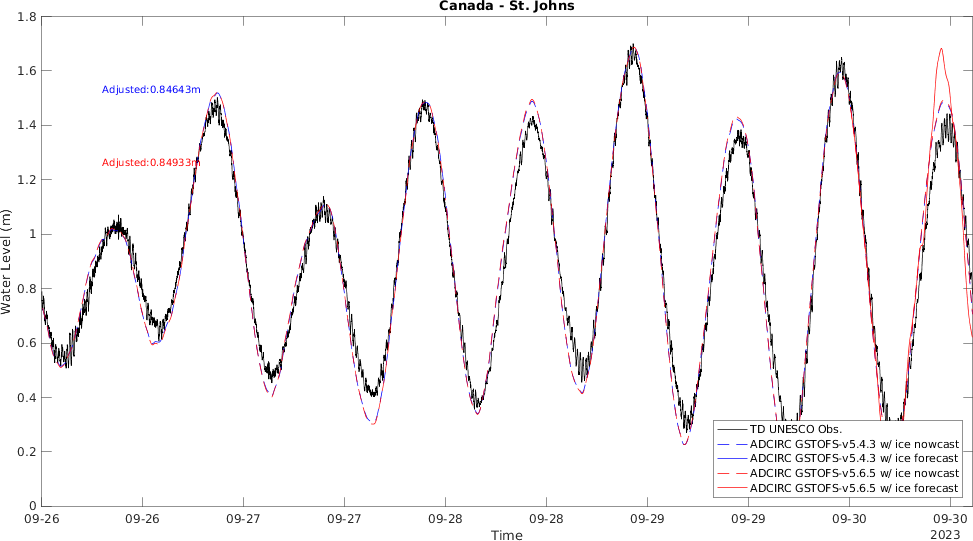 Canada - St. Johns
1.8
1.6
1.4
1.2
1
0.8
0.6
0.4
0.2
0
Water Level (m)
Adjusted:0.84643m
Adjusted:0.84933m
TD UNESCO Obs.
ADCIRC GSTOFS-v5.4.3 w/ ice nowcast
ADCIRC GSTOFS-v5.4.3 w/ ice forecast
ADCIRC GSTOFS-v5.6.5 w/ ice nowcast
ADCIRC GSTOFS-v5.6.5 w/ ice forecast
09-26 09-26 09-27 09-27 09-28 09-28 09-29 09-29 09-30 09-30
2023
Time